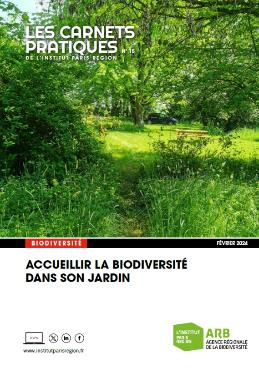 LES CARNETS
PRATIQUES N° 15
DE L'INSTITUT PARIS REGION
BIODIVERSITÉ
FÉVRIER 2024
ACCUEILLIR LA BIODIVERSITÉ
DANS SON JARDIN
www.institutparisregion.fr
L'INSTITUT
PARIS
REGION
ARB
AGENCE RÉGIONALE
DE LA BIODIVERSITÉ